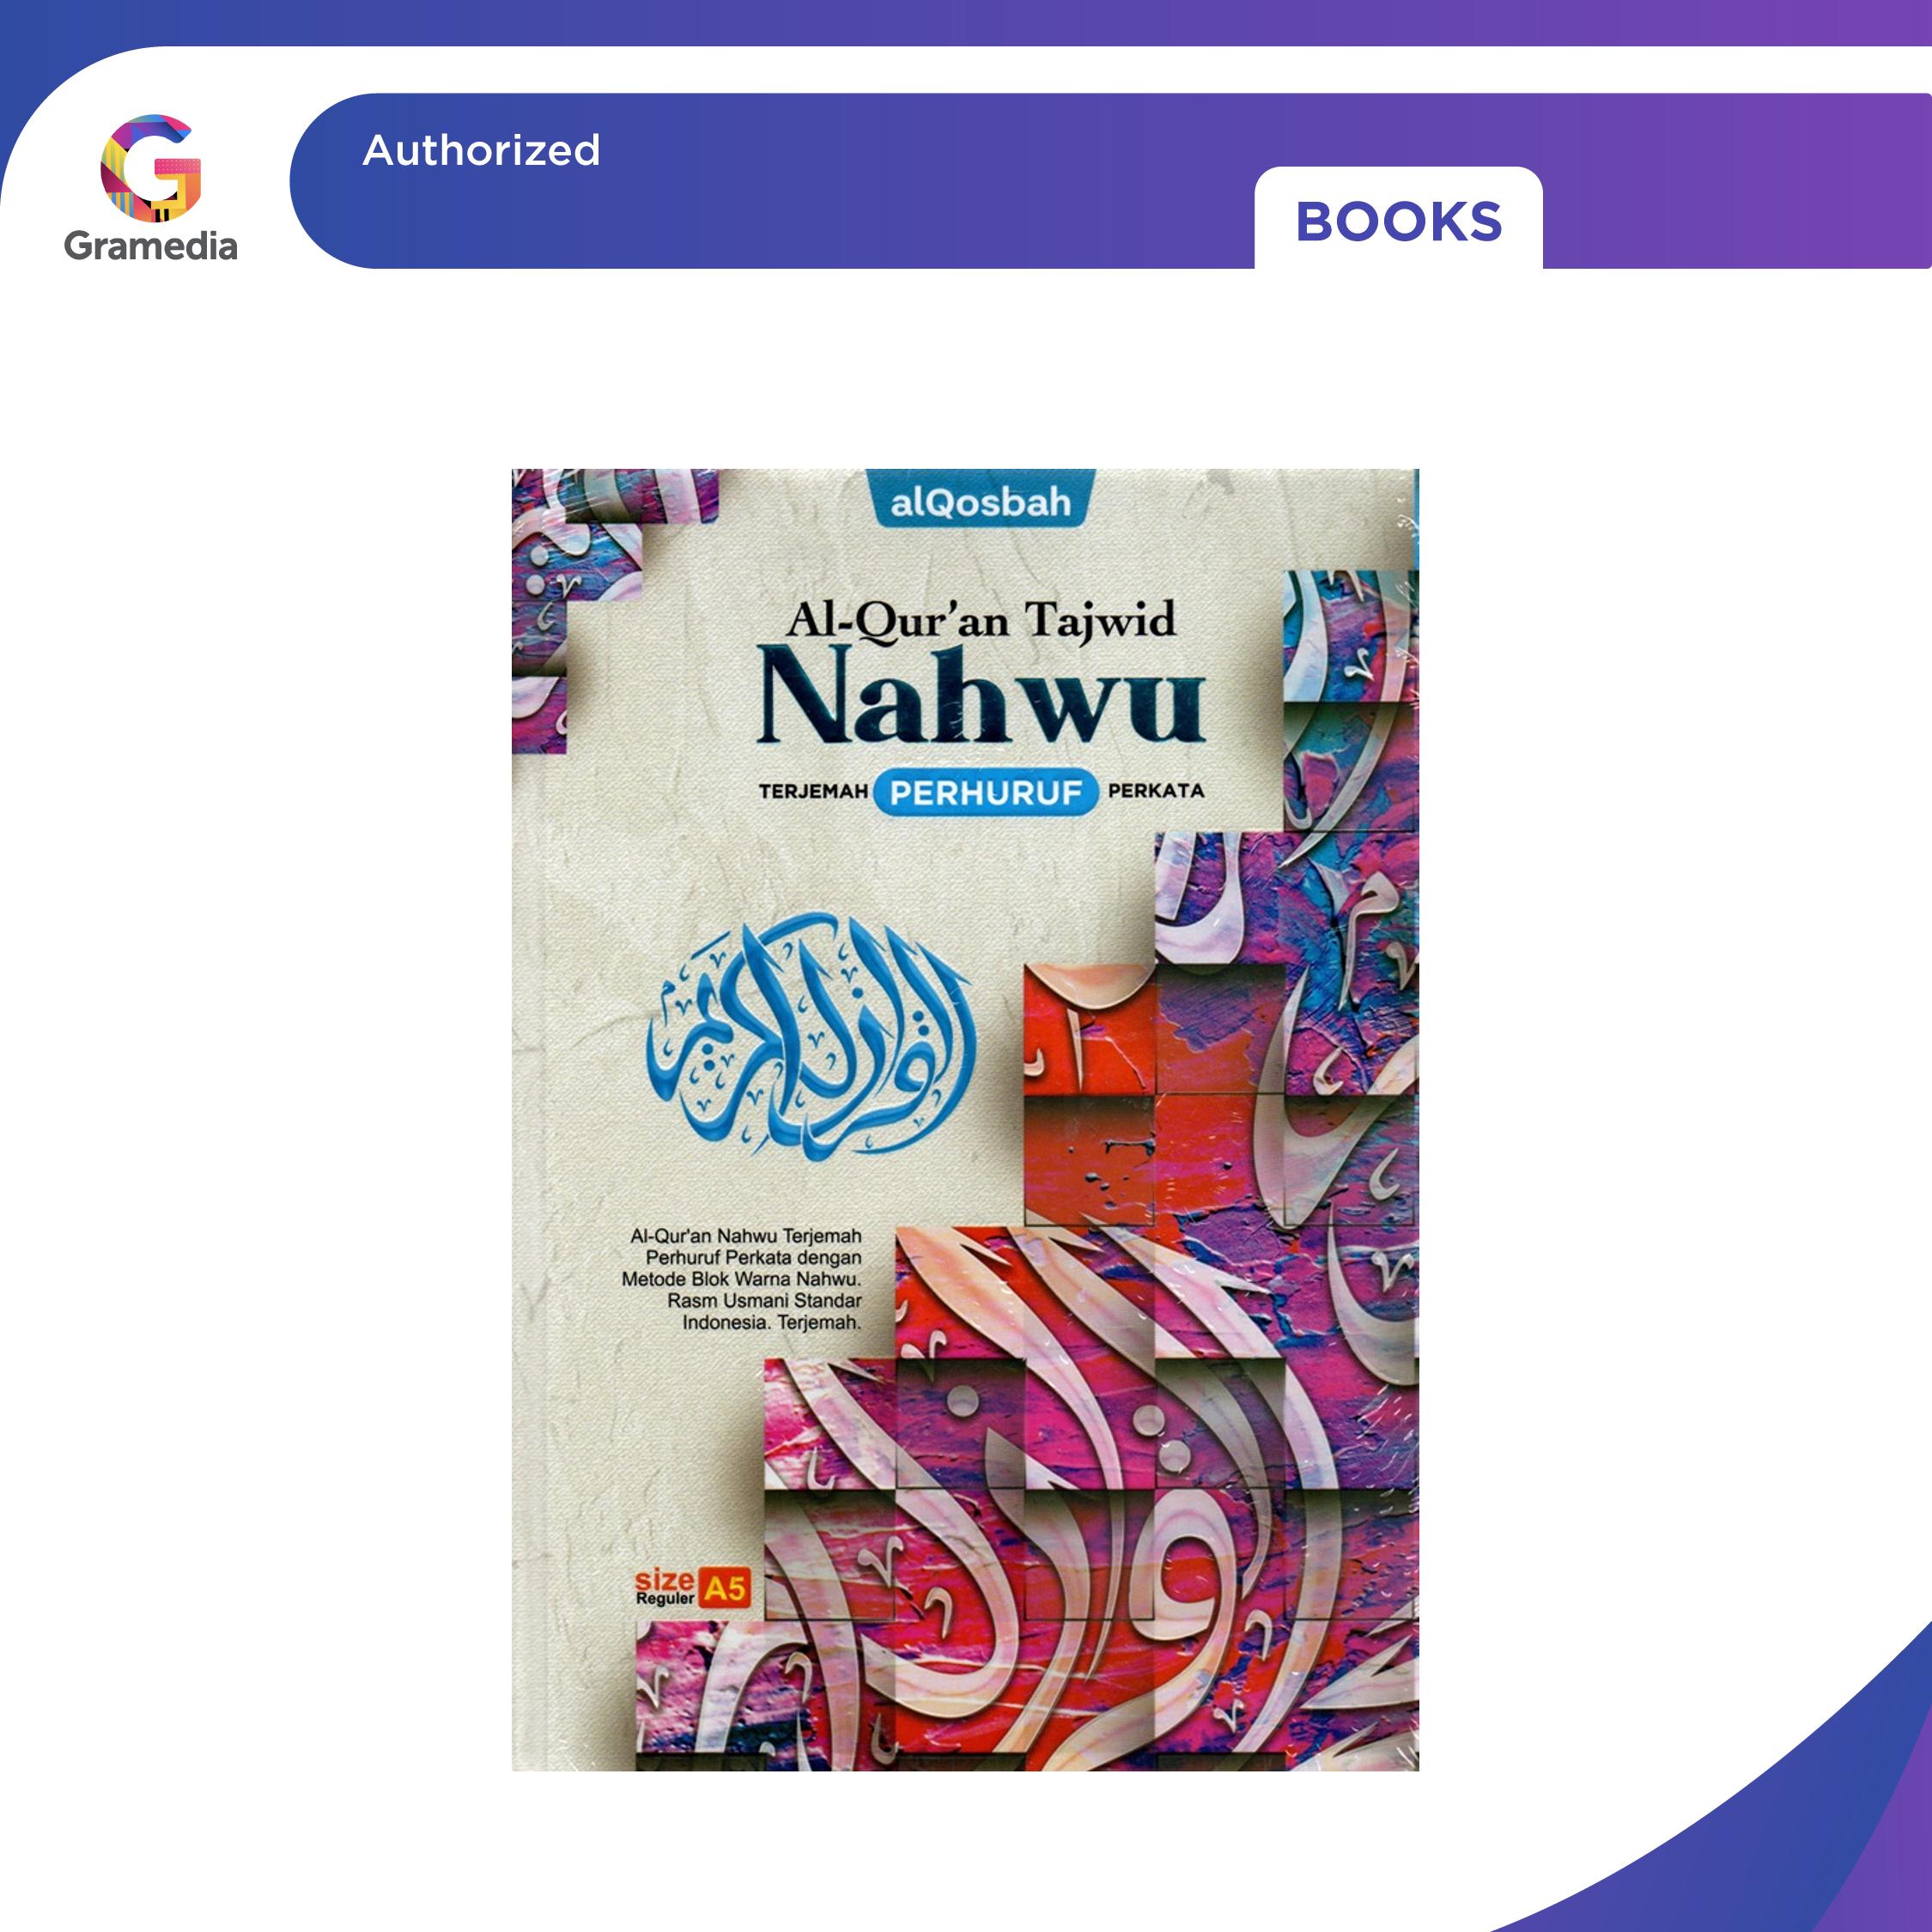 Gramedia
Authorized
BOOKS
alQosbah
Al-Qur'an Tajwid
Nahwu
TERJEMAH PERHURUF PERKATA
القرآن الكريم
Al-Qur'an Nahwu Terjemah
Perhuruf Perkata dengan
Metode Blok Warna Nahwu.
Rasm Usmani Standar
Indonesia. Terjemah.
size
Reguler A5